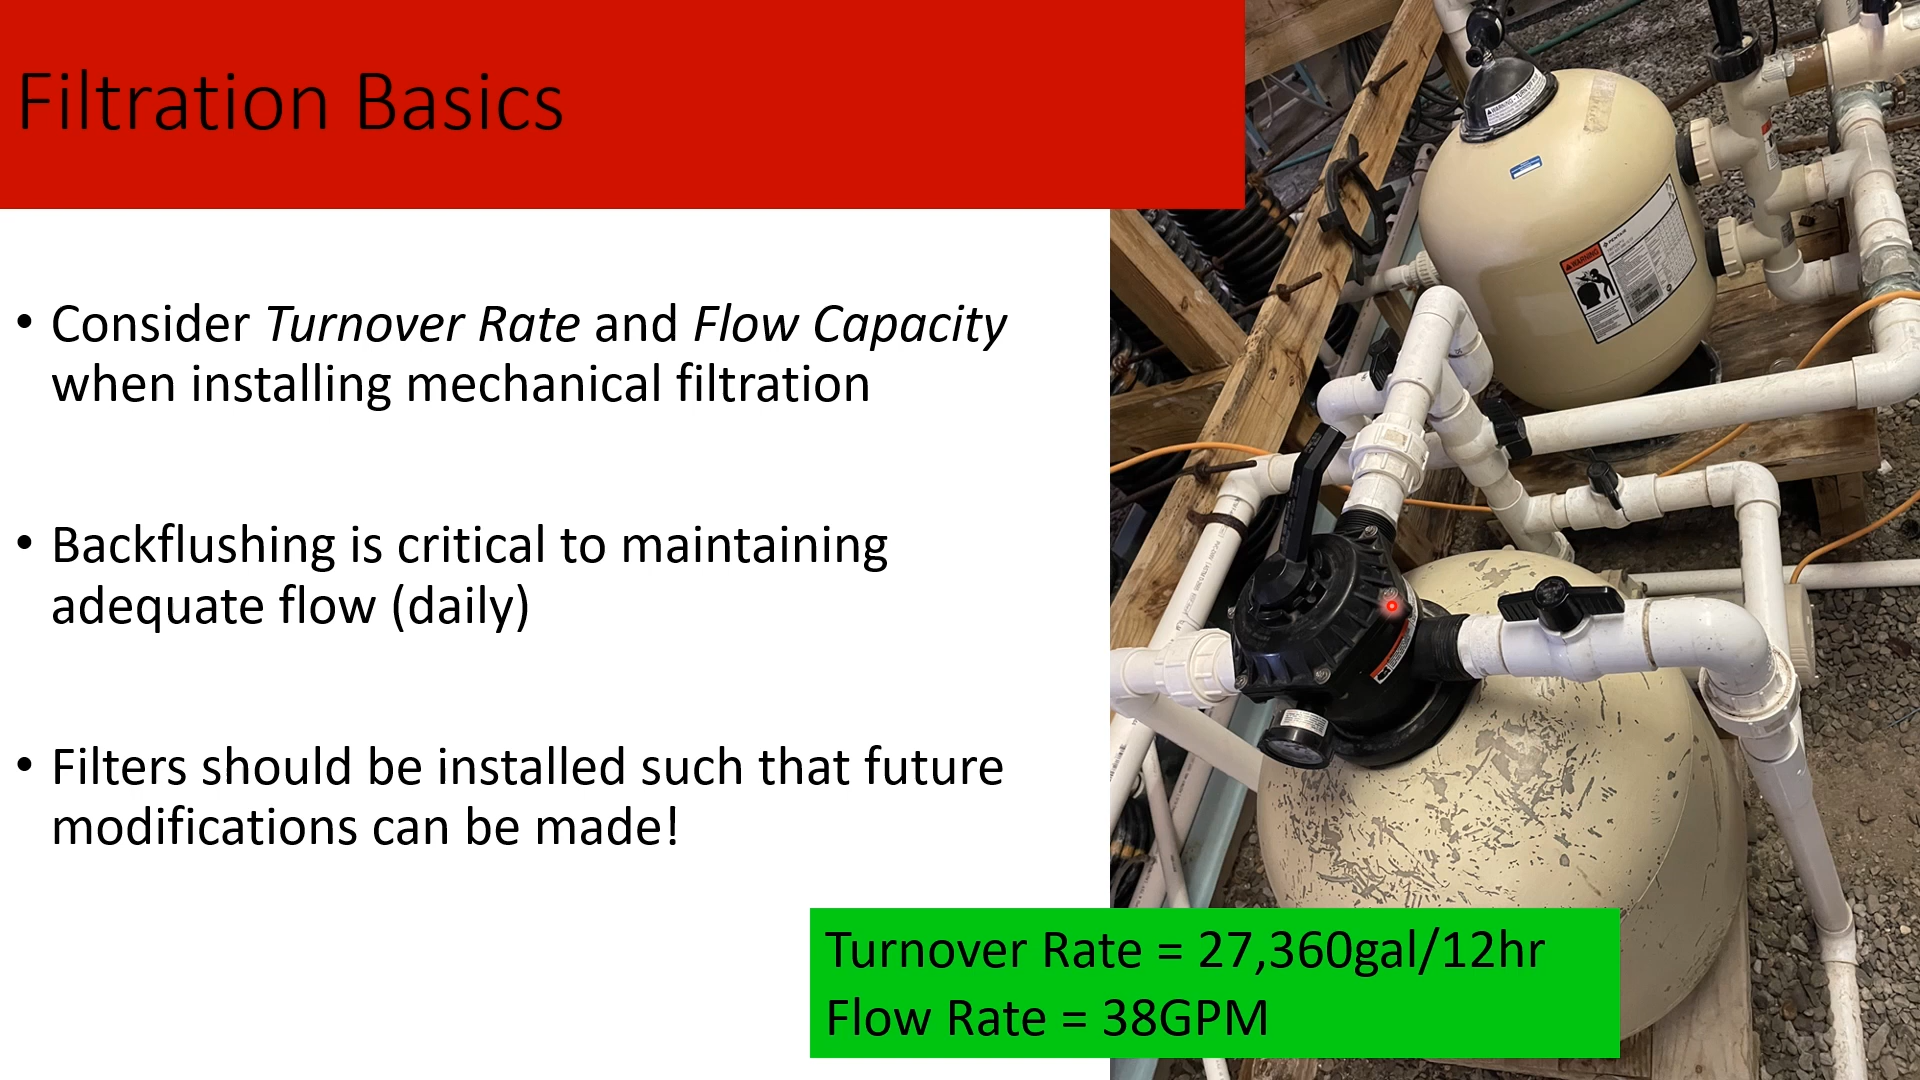 Filtration Basics
• Consider Turnover Rate and Flow Capacity
when installing mechanical filtration
• Backflushing is critical to maintaining
adequate flow (daily)
• Filters should be installed such that future
modifications can be made!
WARNING
PENTAIR
Turnover Rate = 27,360gal/12hr
Flow Rate = 38GPM